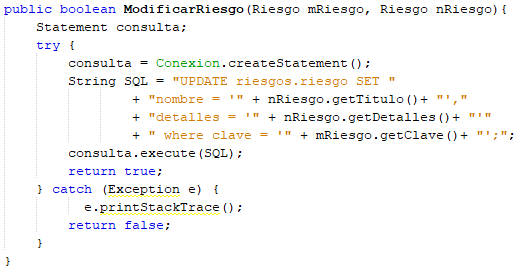 public boolean ModificarRiesgo(Riesgo mRiesgo, Riesgo nRiesgo){
    Statement consulta;
    try {
        consulta = Conexion.createStatement();
        String SQL = "UPDATE riesgos.riesgo SET "
                + "nombre = '" + nRiesgo.getTitulo()+ "',"
                + "detalles = '" + nRiesgo.getDetalles()+ "'"
                + " where clave = '" + mRiesgo.getClave()+ "';";
        consulta.execute(SQL);
        return true;
    } catch (Exception e) {
          e.printStackTrace();
        return false;
    }
}